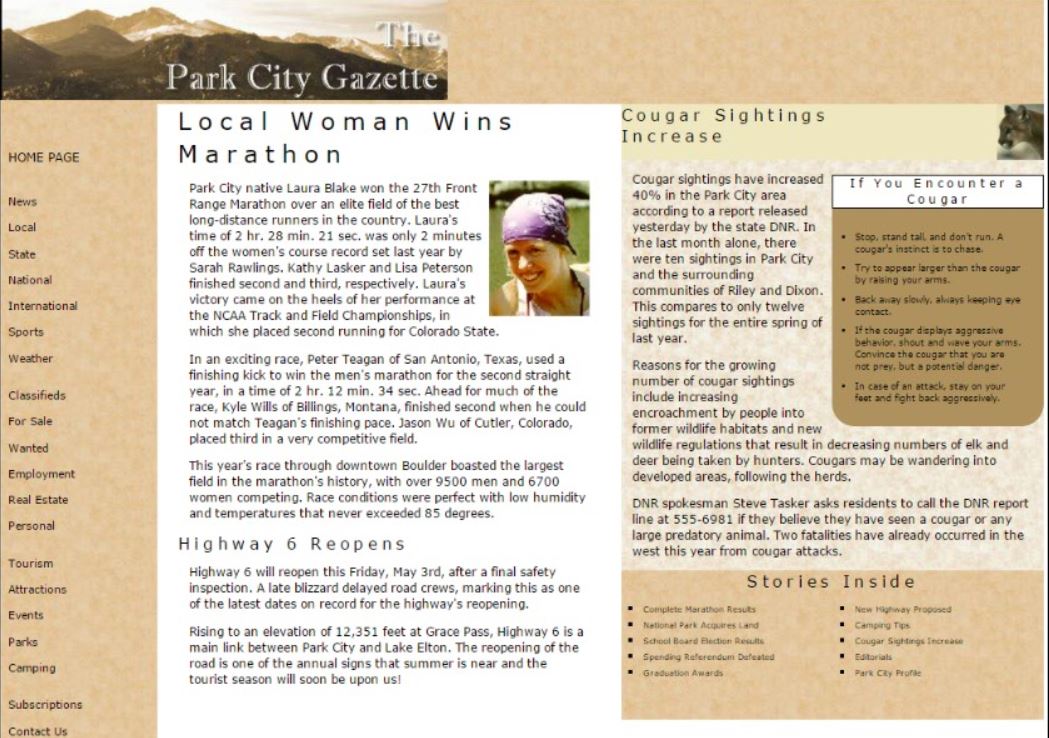 The
Park City Gazette
HOME PAGE
News
Local
State
National
International
Sports
Weather
Classifieds
For Sale
Wanted
Employment
Real Estate
Personal
Tourism
Attractions
Events
Parks
Camping
Subscriptions
Contact Us
Local Woman Wins
Marathon
Park City native Laura Blake won the 27th Front
Range Marathon over an elite field of the best
long-distance runners in the country. Laura's
time of 2 hr. 28 min. 21 sec. was only 2 minutes
off the women's course record set last year by
Sarah Rawlings. Kathy Lasker and Lisa Peterson
finished second and third, respectively. Laura's
victory came on the heels of her performance at
the NCAA Track and Field Championships, in
which she placed second running for Colorado State.
In an exciting race, Peter Teagan of San Antonio, Texas, used a
finishing kick to win the men's marathon for the second straight
year, in a time of 2 hr. 12 min. 34 sec. Ahead for much of the
race, Kyle Wills of Billings, Montana, finished second when he could
not match Teagan's finishing pace. Jason Wu of Cutler, Colorado,
placed third in a very competitive field.
This year's race through downtown Boulder boasted the largest
field in the marathon's history, with over 9500 men and 6700
women competing. Race conditions were perfect with low humidity
and temperatures that never exceeded 85 degrees.
Highway 6 Reopens
Highway 6 will reopen this Friday, May 3rd, after a final safety
inspection. A late blizzard delayed road crews, marking this as one
of the latest dates on record for the highway's reopening.
Rising to an elevation of 12,351 feet at Grace Pass, Highway 6 is a
main link between Park City and Lake Elton. The reopening of the
road is one of the annual signs that summer is near and the
tourist season will soon be upon us!
Cougar Sightings
Increase
Cougar sightings have increased
40% in the Park City area
according to a report released
yesterday by the state DNR. In
the last month alone, there
were ten sightings in Park City
and the surrounding
communities of Riley and Dixon.
This compares to only twelve
sightings for the entire spring of
last year.
Reasons for the growing
number of cougar sightings
include increasing
encroachment by people into
former wildlife habitats and new
wildlife regulations that result in decreasing numbers of elk and
deer being taken by hunters. Cougars may be wandering into
developed areas, following the herds.
DNR spokesman Steve Tasker asks residents to call the DNR report
line at 555-6981 if they believe they have seen a cougar or any
large predatory animal. Two fatalities have already occurred in the
west this year from cougar attacks.
If You Encounter a
Cougar
• Stop, stand tall, and don't run. A
cougar's instinct is to chase.
• Try to appear larger than the cougar
by raising your arms.
• Back away slowly, always keeping eye
contact.
• If the cougar displays aggressive
behavior, shout and wave your arms.
Convince the cougar that you are
not prey, but a potential danger.
• In case of an attack, stay on your
feet and fight back aggressively.
Stories Inside
▪ Complete Marathon Results
▪ National Park Acquires Land
▪ School Board Election Results
▪ Spending Referendum Defeated
▪ Graduation Awards
▪ New Highway Proposed
▪ Camping Tips
▪ Cougar Sightings Increase
▪ Editorials
▪ Park City Profile